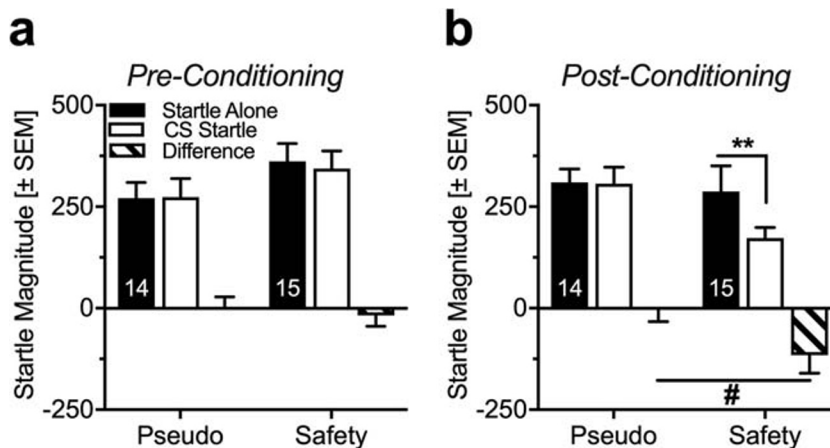 a
Pre-Conditioning
Startle Magnitude [± SEM]
500
250
0
-250
Startle Alone
CS Startle
Difference
14
15
Pseudo
Safety
b
Post-Conditioning
Startle Magnitude [± SEM]
500
250
0
-250
**
14
15
#
Pseudo
Safety